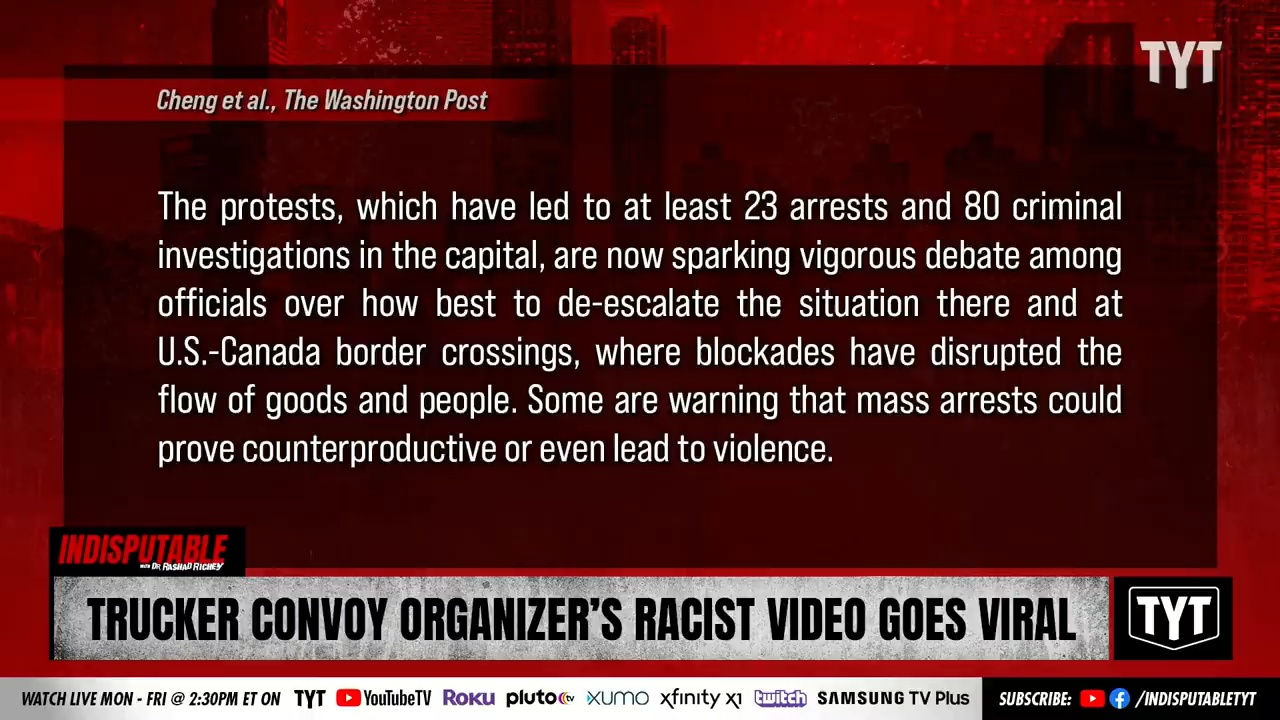 TYT
Cheng et al., The Washington Post
The protests, which have led to at least 23 arrests and 80 criminal
investigations in the capital, are now sparking vigorous debate among
officials over how best to de-escalate the situation there and at
U.S.-Canada border crossings, where blockades have disrupted the
flow of goods and people. Some are warning that mass arrests could
prove counterproductive or even lead to violence.
INDISPUTABLE
WITH DR. RASHAD RICHEY
TRUCKER CONVOY ORGANIZER'S RACIST VIDEO GOES VIRAL
TYT
WATCH LIVE MON - FRI @ 2:30PM ET ON TYT YouTubeTV ROKU pluto tv XUMO xfinity x1 twitch SAMSUNG TV Plus SUBSCRIBE: /INDISPUTABLETYT